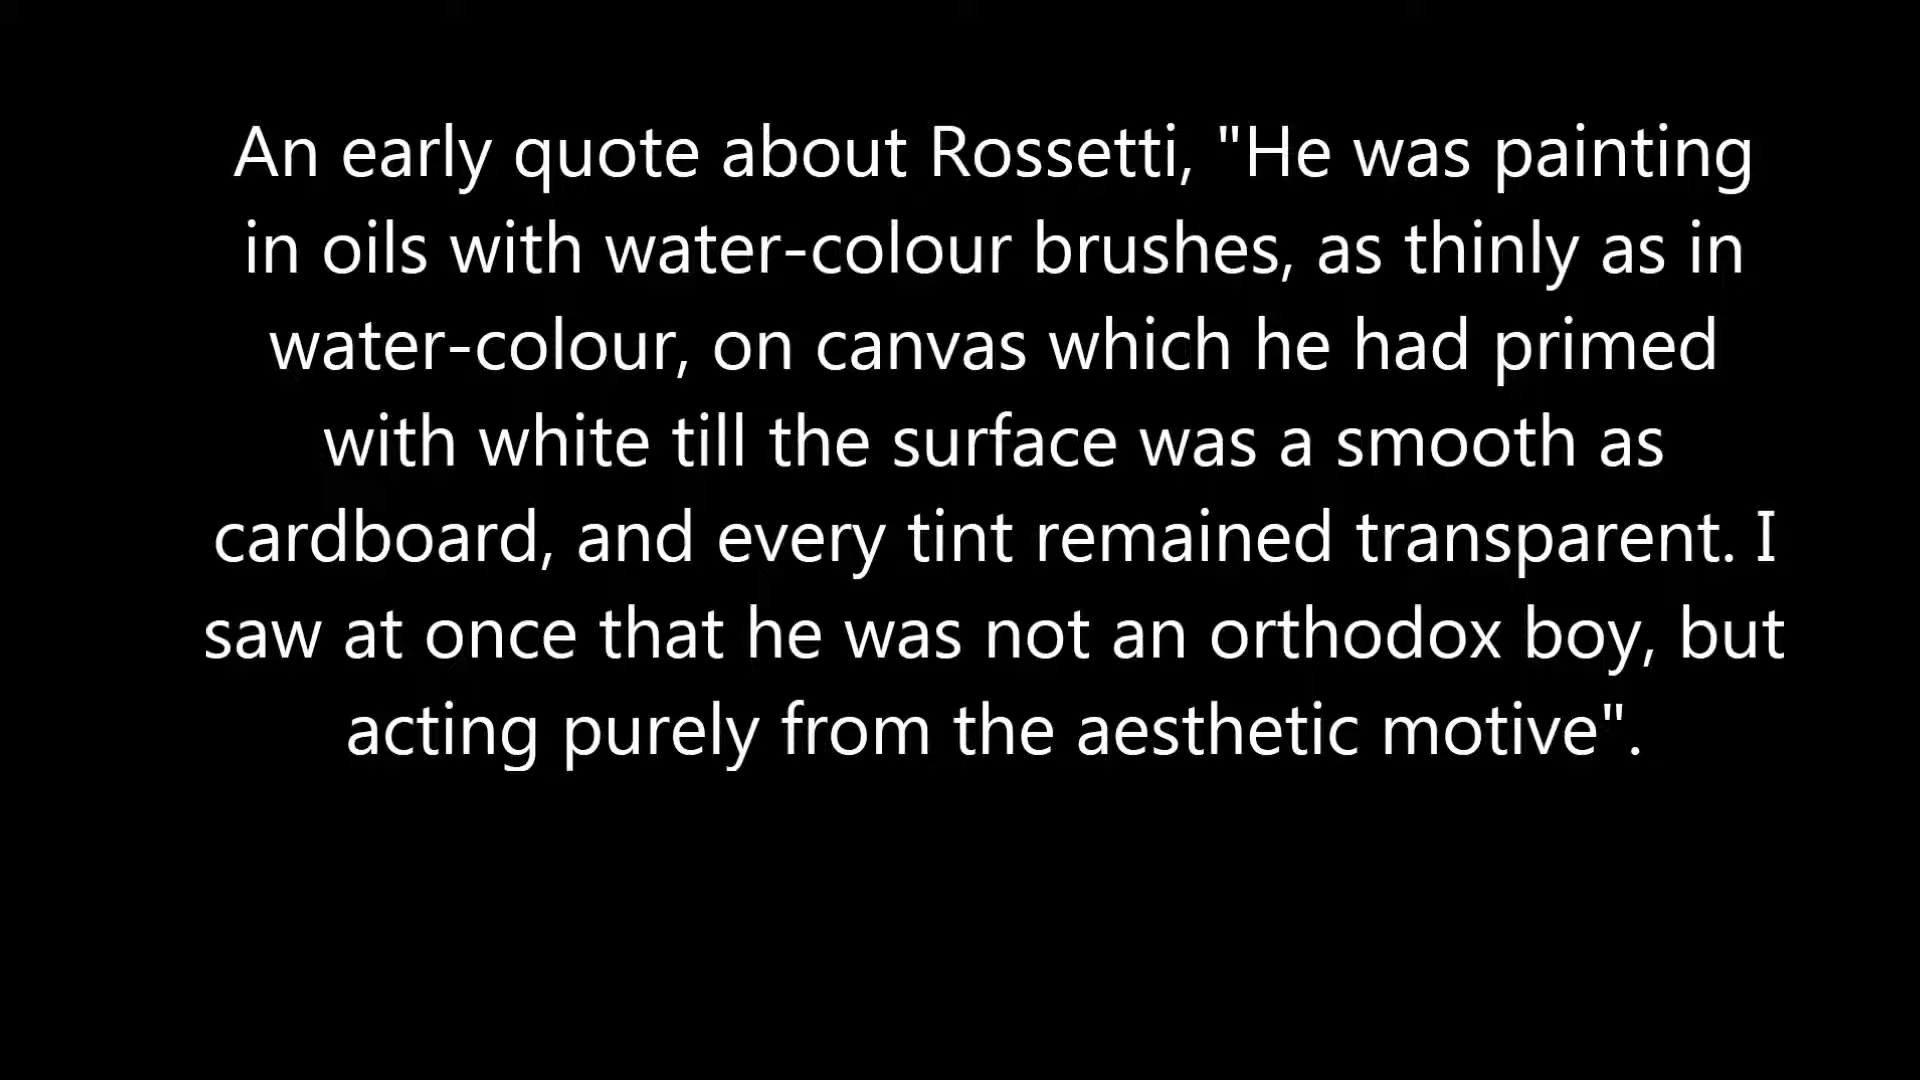 An early quote about Rossetti, "He was painting
in oils with water-colour brushes, as thinly as in
water-colour, on canvas which he had primed
with white till the surface was a smooth as
cardboard, and every tint remained transparent. I
saw at once that he was not an orthodox boy, but
acting purely from the aesthetic motive".